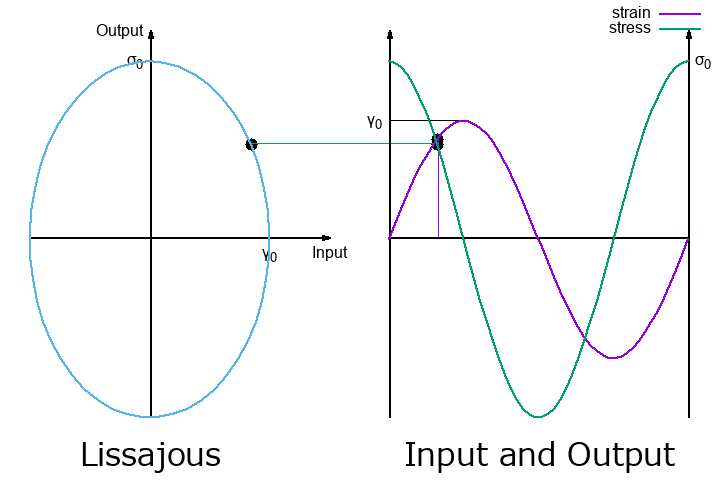 Output
σ0
γ0
Input
Lissajous
strain
stress
σ0
γ0
Input and Output